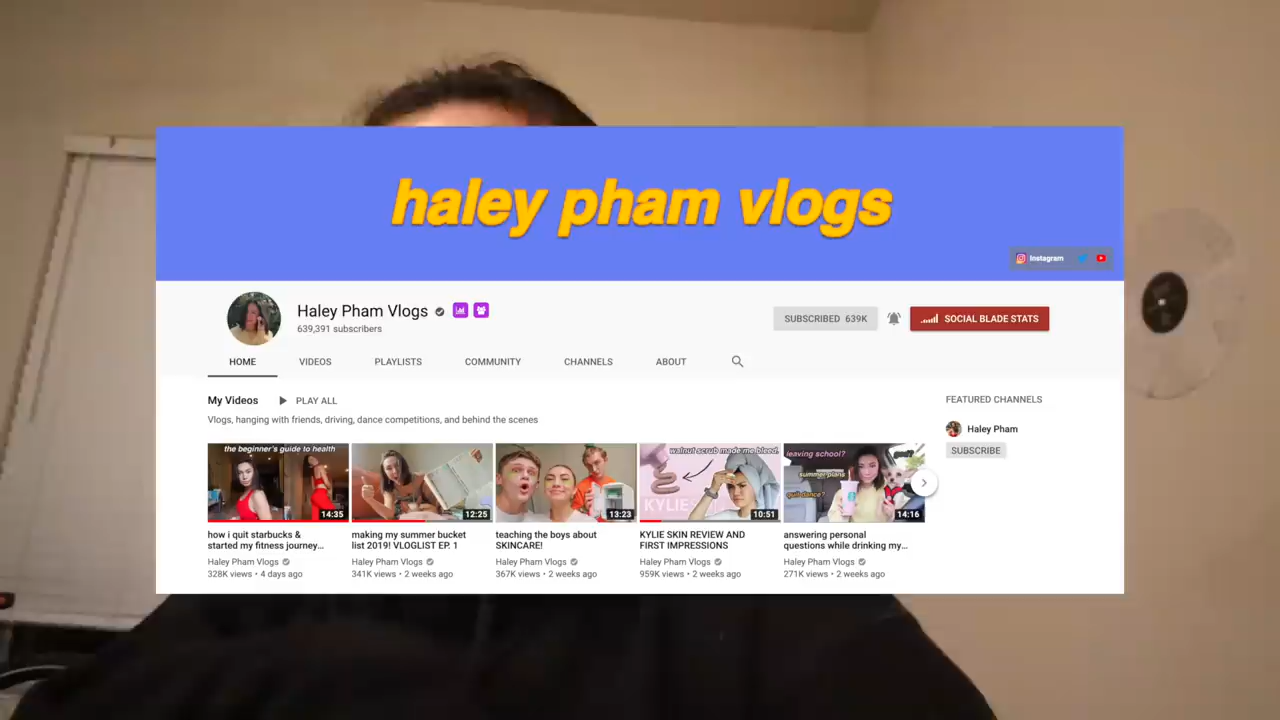 haley pham vlogs
Instagram
Haley Pham Vlogs
639,391 subscribers
SUBSCRIBED 639K
SOCIAL BLADE STATS
HOME VIDEOS PLAYLISTS COMMUNITY CHANNELS ABOUT
My Videos PLAY ALL
Vlogs, hanging with friends, driving, dance competitions, and behind the scenes
FEATURED CHANNELS
Haley Pham
SUBSCRIBE
the beginner's guide to health
14:35
how i quit starbucks &
started my fitness journey...
Haley Pham Vlogs
328K views • 4 days ago
12:25
making my summer bucket
list 2019! VLOGLIST EP. 1
Haley Pham Vlogs
341K views • 2 weeks ago
13:23
teaching the boys about
SKINCARE!
Haley Pham Vlogs
367K views • 2 weeks ago
walnut scrub made me bleed.
KYLIE
10:51
KYLIE SKIN REVIEW AND
FIRST IMPRESSIONS
Haley Pham Vlogs
959K views • 2 weeks ago
leaving school?
summer plans
quit dance?
14:16
answering personal
questions while drinking my...
Haley Pham Vlogs
271K views • 2 weeks ago